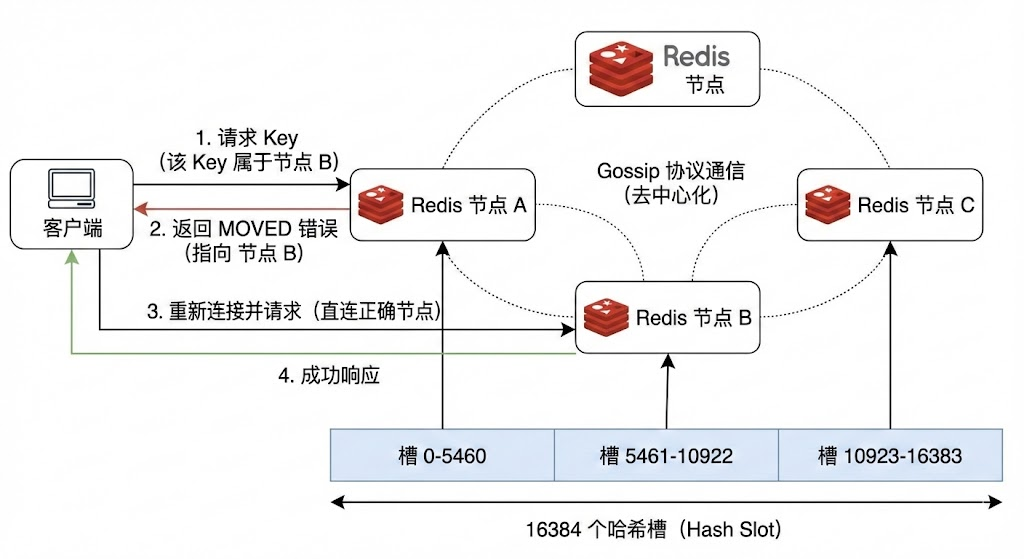 Redis
节点
1. 请求 Key
（该 Key 属于节点 B）
Gossip 协议通信
（去中心化）
客户端
Redis 节点 A
Redis 节点 C
2. 返回 MOVED 错误
（指向 节点 B）
3. 重新连接并请求（直连正确节点）
Redis 节点 B
4. 成功响应
槽 0-5460
槽 5461-10922
槽 10923-16383
16384 个哈希槽（Hash Slot）